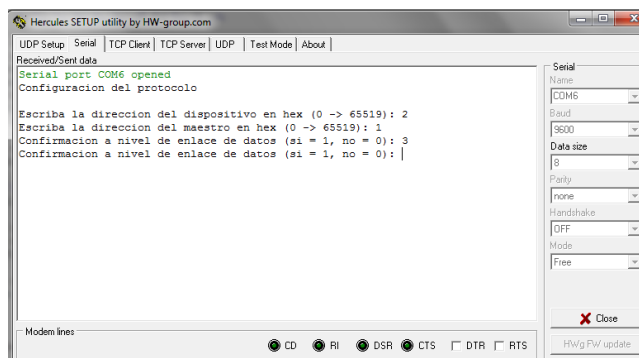 Hercules SETUP utility by HW-group.com
UDP Setup Serial TCP Client TCP Server UDP Test Mode About
Received/Sent data
Serial port COM6 opened
Configuracion del protocolo
Escriba la direccion del dispositivo en hex (0 -> 65519): 2
Escriba la direccion del maestro en hex (0 -> 65519): 1
Confirmacion a nivel de enlace de datos (si = 1, no = 0): 3
Confirmacion a nivel de enlace de datos (si = 1, no = 0):
Serial
Name
COM6
Baud
9600
Data size
8
Parity
none
Handshake
OFF
Mode
Free
Close
HWg FW update
Modem lines
CD RI DSR CTS DTR RTS